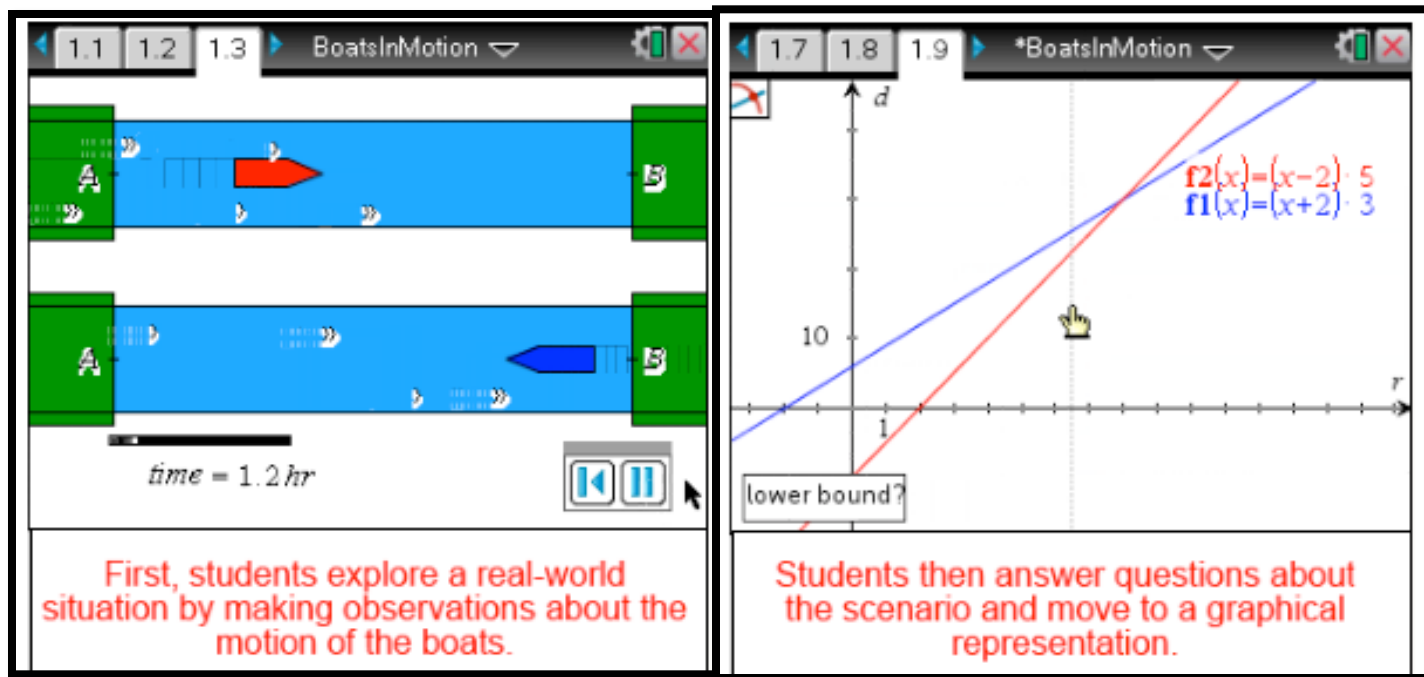 1.1 1.2 1.3 BoatsInMotion
A B
A B
time = 1.2 hr
First, students explore a real-world
situation by making observations about the
motion of the boats.
1.7 1.8 1.9 *BoatsInMotion
d
f2(x)=(x-2)· 5
f1(x)=(x+2)· 3
10
r
1
lower bound?
Students then answer questions about
the scenario and move to a graphical
representation.